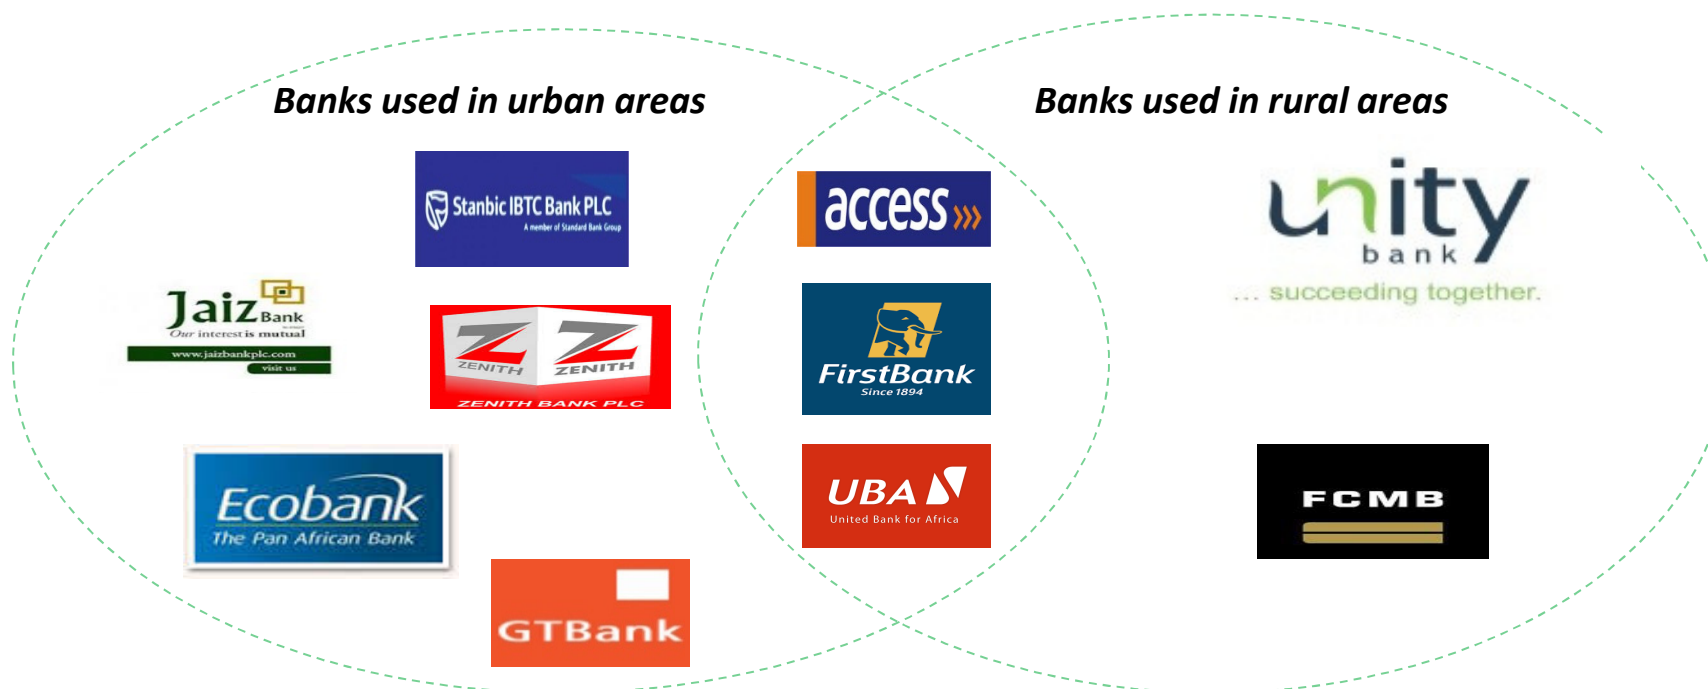 Banks used in urban areas
Banks used in rural areas
Stanbic IBTC Bank PLC
A member of Standard Bank Group
access
unity
bank
... succeeding together.
Jaiz
Bank
Our interest is mutual
www.jaizbankplc.com
visit us
Z Z
ZENITH ZENITH
ZENITH BANK PLC
FirstBank
Since 1894
Ecobank
The Pan African Bank
UBA
United Bank for Africa
FCMB
GTBank